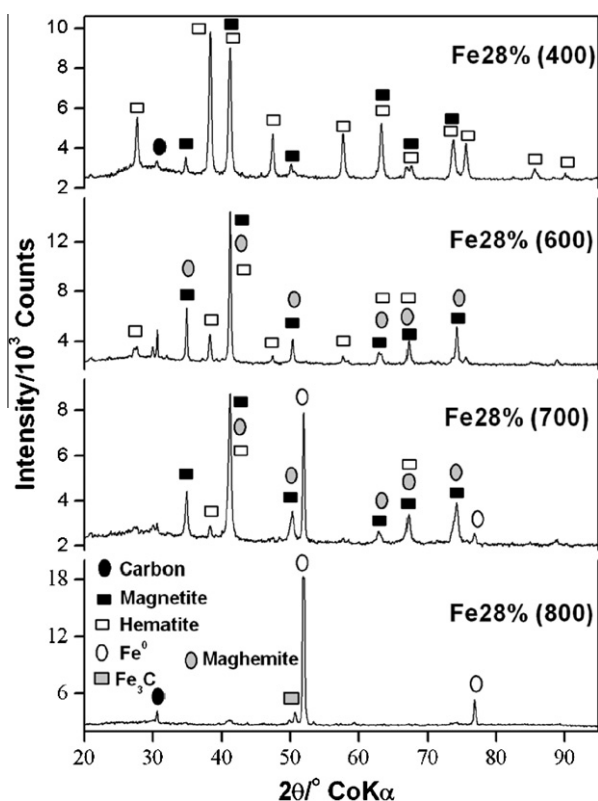 Intensity/10³ Counts
10
8
6
4
2
Fe28% (400)
12
8
4
Fe28% (600)
8
6
4
2
Fe28% (700)
18
12
6
Fe28% (800)
Carbon
Magnetite
Hematite
Fe⁰
Maghemite
Fe₃C
20 30 40 50 60 70 80 90
2θ/° CoKα